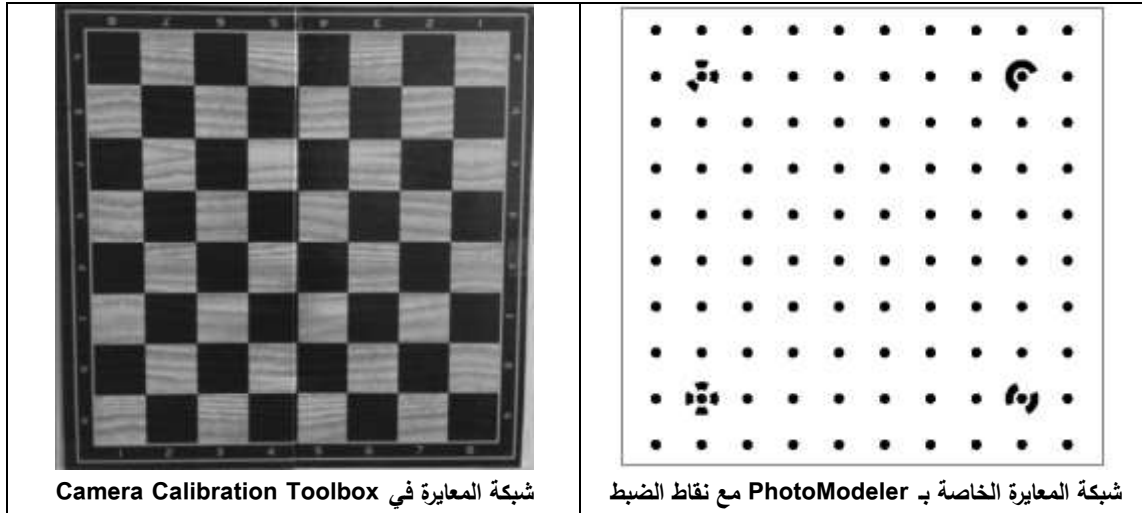 شبكة المعايرة الخاصة بـ PhotoModeler مع نقاط الضبط
شبكة المعايرة في Camera Calibration Toolbox